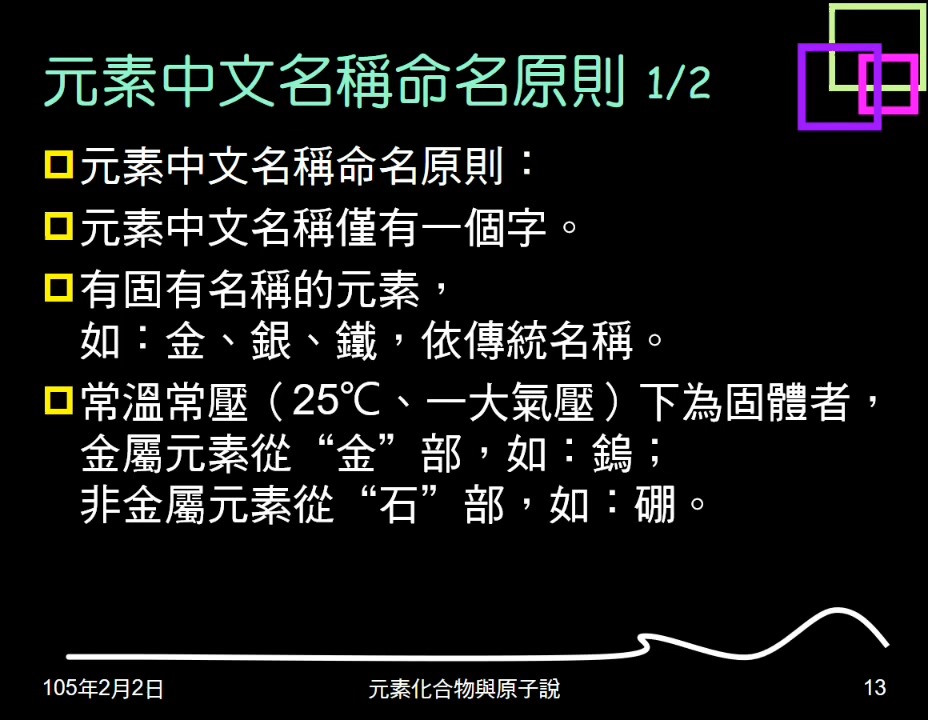 元素中文名稱命名原則 1/2
元素中文名稱命名原則：
元素中文名稱僅有一個字。
有固有名稱的元素，
如：金、銀、鐵，依傳統名稱。
常溫常壓（25℃、一大氣壓）下為固體者，
金屬元素從“金”部，如：鎢；
非金屬元素從“石”部，如：硼。
105年2月2日
元素化合物與原子說
13